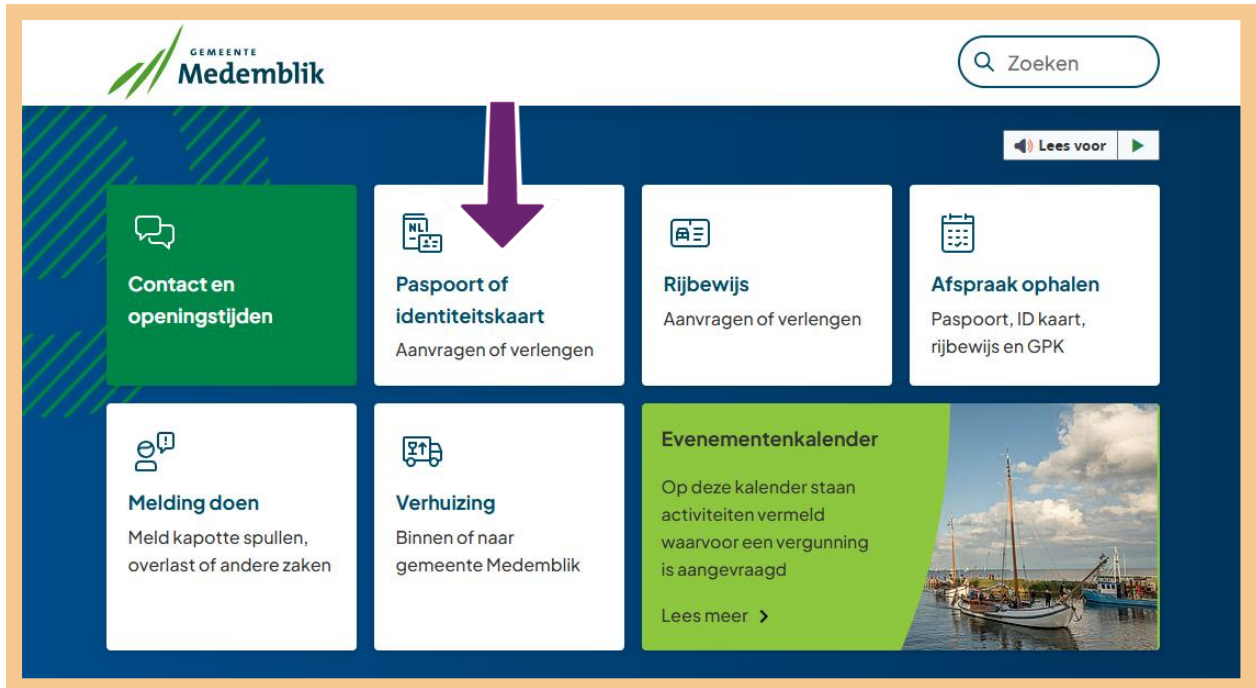 GEMEENTE
Medemblik
Zoeken
Lees voor
Contact en
openingstijden
NL
Paspoort of
identiteitskaart
Aanvragen of verlengen
Rijbewijs
Aanvragen of verlengen
Afspraak ophalen
Paspoort, ID kaart,
rijbewijs en GPK
Melding doen
Meld kapotte spullen,
overlast of andere zaken
Verhuizing
Binnen of naar
gemeente Medemblik
Evenementenkalender
Op deze kalender staan
activiteiten vermeld
waarvoor een vergunning
is aangevraagd
Lees meer